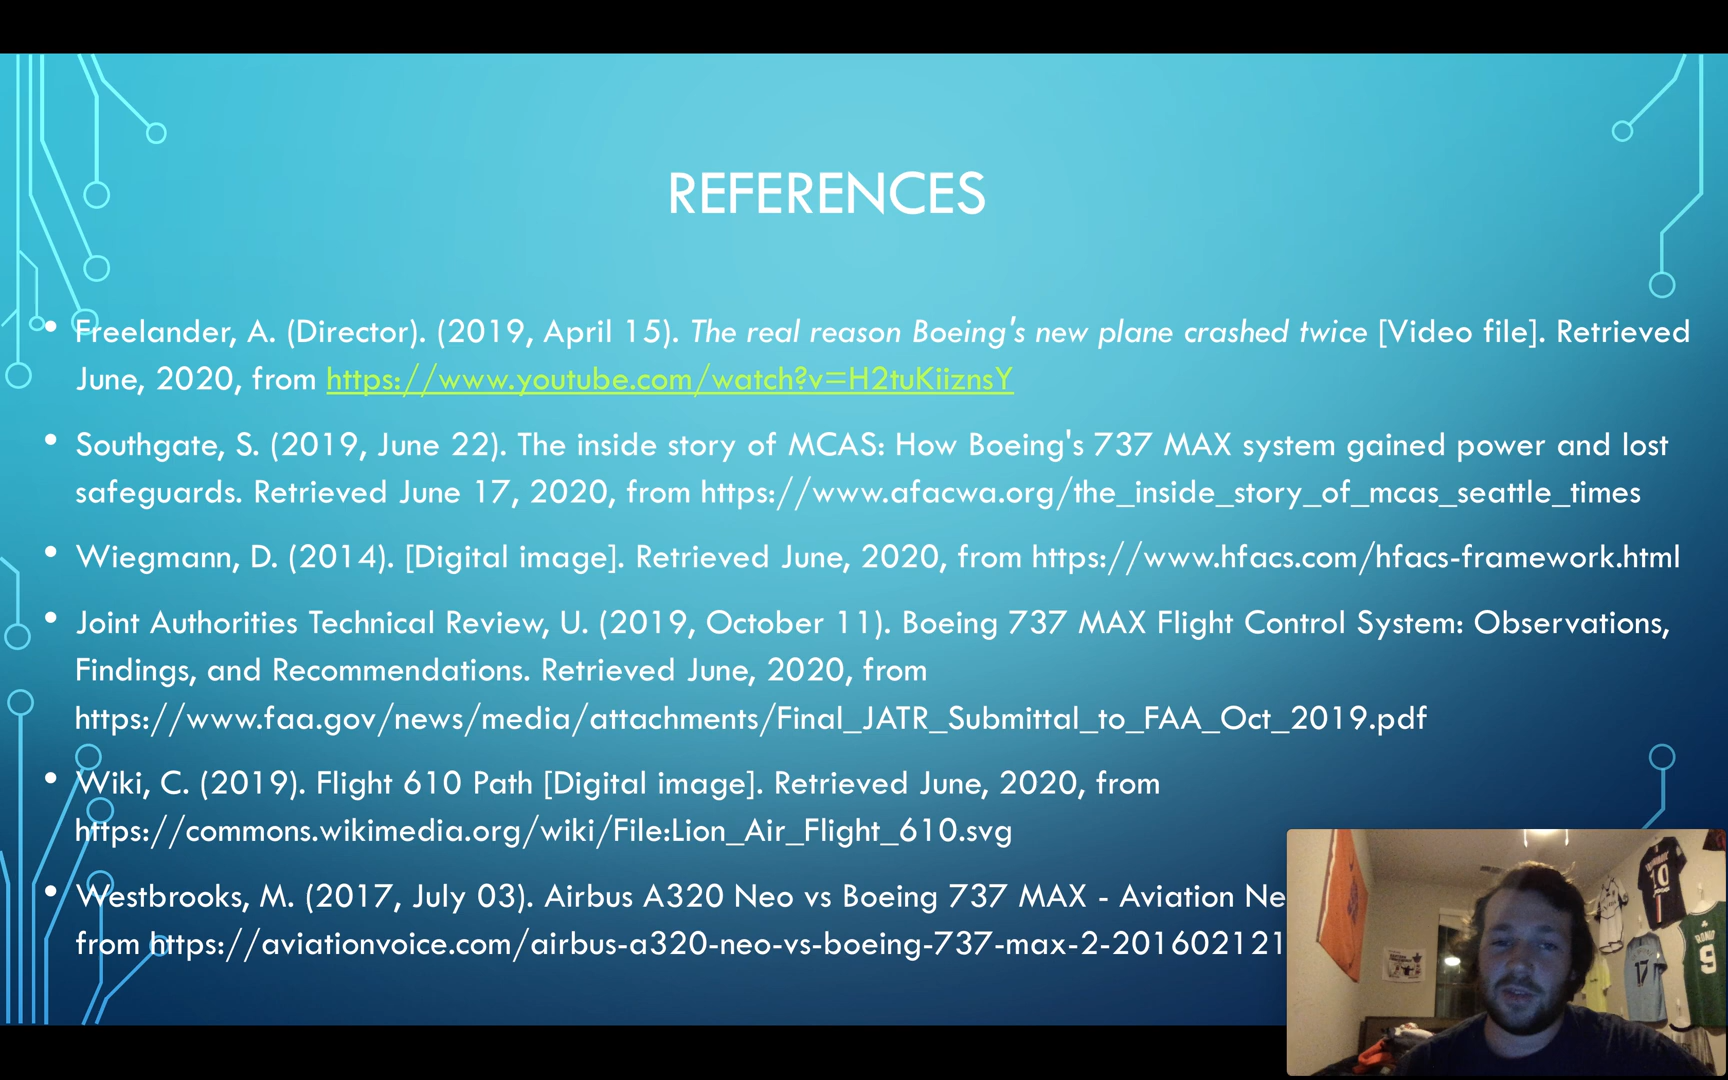 REFERENCES
• Freelander, A. (Director). (2019, April 15). The real reason Boeing's new plane crashed twice [Video file]. Retrieved
June, 2020, from https://www.youtube.com/watch?v=H2tuKiiznsY
• Southgate, S. (2019, June 22). The inside story of MCAS: How Boeing's 737 MAX system gained power and lost
safeguards. Retrieved June 17, 2020, from https://www.afacwa.org/the_inside_story_of_mcas_seattle_times
• Wiegmann, D. (2014). [Digital image]. Retrieved June, 2020, from https://www.hfacs.com/hfacs-framework.html
• Joint Authorities Technical Review, U. (2019, October 11). Boeing 737 MAX Flight Control System: Observations,
Findings, and Recommendations. Retrieved June, 2020, from
https://www.faa.gov/news/media/attachments/Final_JATR_Submittal_to_FAA_Oct_2019.pdf
• Wiki, C. (2019). Flight 610 Path [Digital image]. Retrieved June, 2020, from
https://commons.wikimedia.org/wiki/File:Lion_Air_Flight_610.svg
• Westbrooks, M. (2017, July 03). Airbus A320 Neo vs Boeing 737 MAX - Aviation Ne
from https://aviationvoice.com/airbus-a320-neo-vs-boeing-737-max-2-201602121
10
17
9